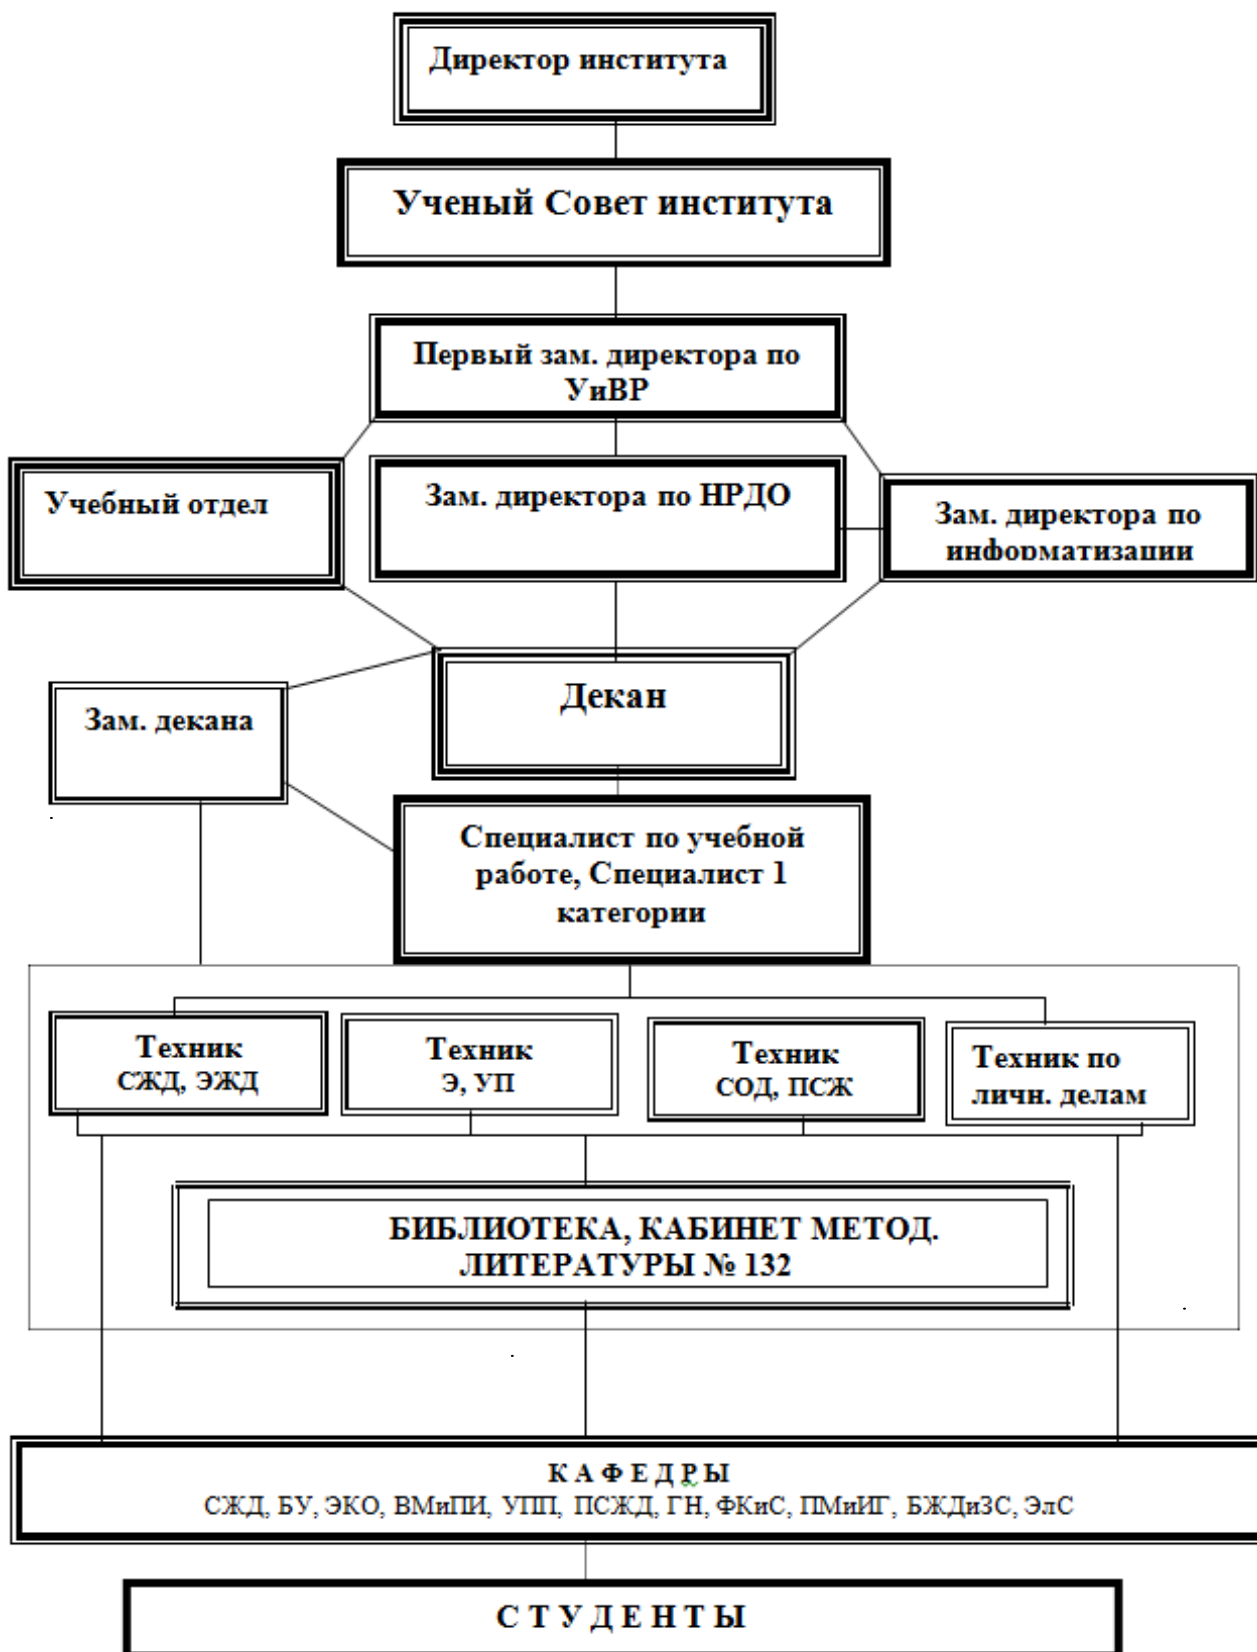 Директор института
Ученый Совет института
Первый зам. директора по
УиВР
Учебный отдел
Зам. директора по НРДО
Зам. директора по
информатизации
Зам. декана
Декан
Специалист по учебной
работе, Специалист 1
категории
Техник
СЖД, ЭЖД
Техник
Э, УП
Техник
СОД, ПСЖ
Техник по
личн. делам
БИБЛИОТЕКА, КАБИНЕТ МЕТОД.
ЛИТЕРАТУРЫ № 132
К А Ф Е Д Р Ы
СЖД, БУ, ЭКО, ВМиПИ, УПП, ПСЖД, ГН, ФКиС, ПМиИГ, БЖДиЗС, ЭлС
С Т У Д Е Н Т Ы